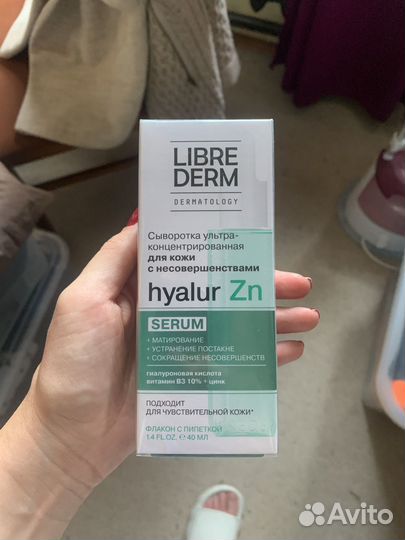 LIBRE
DERM
DERMATOLOGY
Сыворотка ультра-
концентрированная
для кожи
с несовершенствами
hyalur Zn
SERUM
+ МАТИРОВАНИЕ
+ УСТРАНЕНИЕ ПОСТАКНЕ
+ СОКРАЩЕНИЕ НЕСОВЕРШЕНСТВ
гиалуроновая кислота
витамин B3 10% + цинк
ПОДХОДИТ
ДЛЯ ЧУВСТВИТЕЛЬНОЙ КОЖИ*
ФЛАКОН С ПИПЕТКОЙ
1.4 FL.OZ. ℮ 40 МЛ
Avito